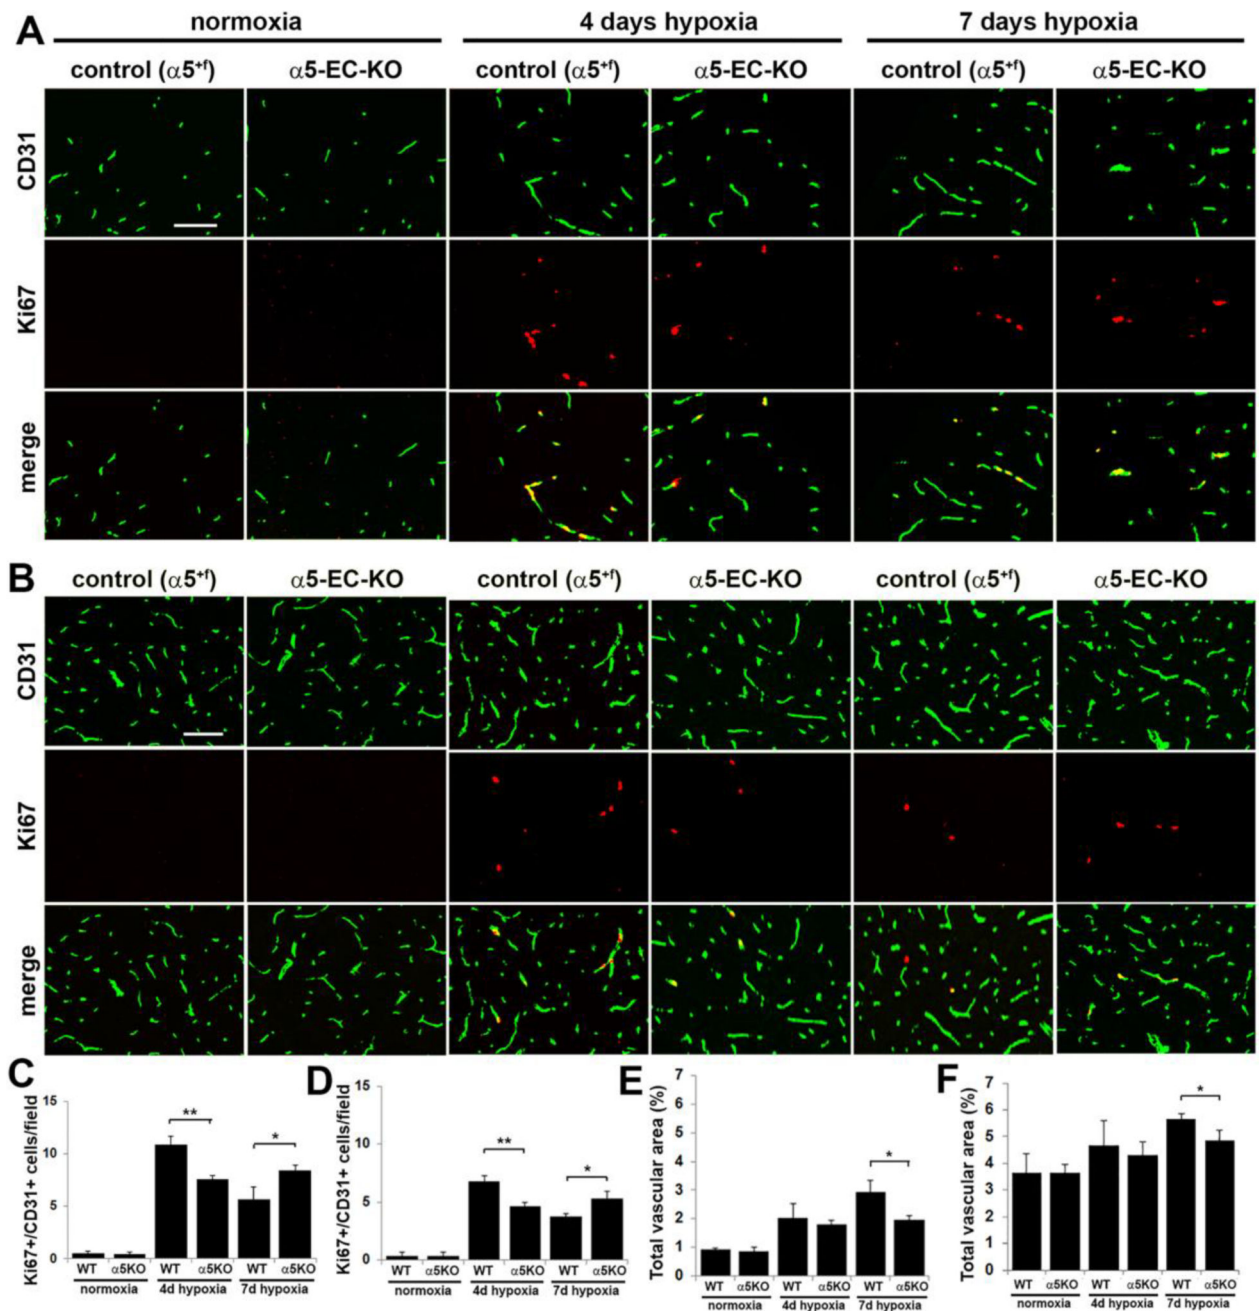 A
normoxia
4 days hypoxia
7 days hypoxia
control (α5+f)
α5-EC-KO
control (α5+f)
α5-EC-KO
control (α5+f)
α5-EC-KO
CD31
Ki67
merge
B
control (α5+f)
α5-EC-KO
control (α5+f)
α5-EC-KO
control (α5+f)
α5-EC-KO
CD31
Ki67
merge
C
Ki67+/CD31+ cells/field
15
10
5
0
**
*
WT α5KO WT α5KO WT α5KO
normoxia 4d hypoxia 7d hypoxia
D
Ki67+/CD31+ cells/field
15
10
5
0
**
*
WT α5KO WT α5KO WT α5KO
normoxia 4d hypoxia 7d hypoxia
E
Total vascular area (%)
7
6
5
4
3
2
1
0
*
WT α5KO WT α5KO WT α5KO
normoxia 4d hypoxia 7d hypoxia
F
Total vascular area (%)
7
6
5
4
3
2
1
0
*
WT α5KO WT α5KO WT α5KO
normoxia 4d hypoxia 7d hypoxia